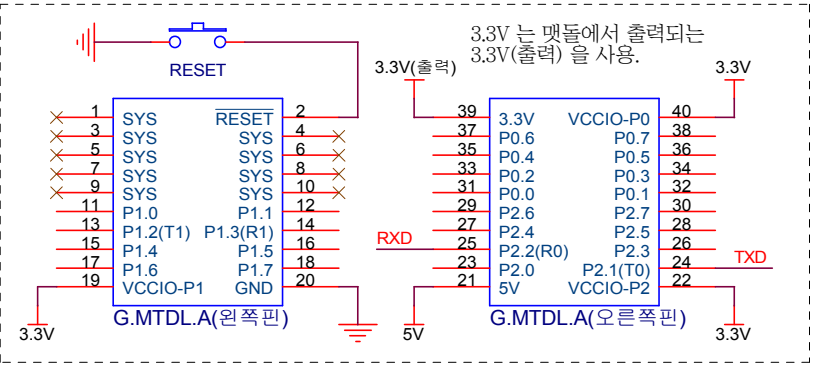 3.3V 는 맷돌에서 출력되는
3.3V(출력) 을 사용.
RESET
3.3V(출력)
3.3V
1 SYS RESET 2
3 SYS SYS 4
5 SYS SYS 6
7 SYS SYS 8
9 SYS SYS 10
11 P1.0 P1.1 12
13 P1.2(T1) P1.3(R1) 14
15 P1.4 P1.5 16
17 P1.6 P1.7 18
19 VCCIO-P1 GND 20
3.3V
G.MTDL.A(왼쪽핀)
39 3.3V VCCIO-P0 40
37 P0.6 P0.7 38
35 P0.4 P0.5 36
33 P0.2 P0.3 34
31 P0.0 P0.1 32
29 P2.6 P2.7 30
27 P2.4 P2.5 28
RXD 25 P2.2(R0) P2.3 26
23 P2.0 P2.1(T0) 24 TXD
21 5V VCCIO-P2 22
5V
G.MTDL.A(오른쪽핀)
3.3V